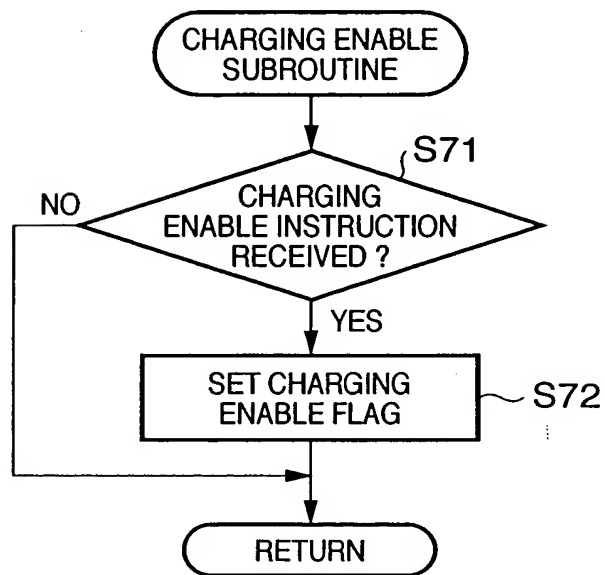 CHARGING ENABLE
SUBROUTINE
S71
NO
CHARGING
ENABLE INSTRUCTION
RECEIVED ?
YES
SET CHARGING
ENABLE FLAG
S72
RETURN